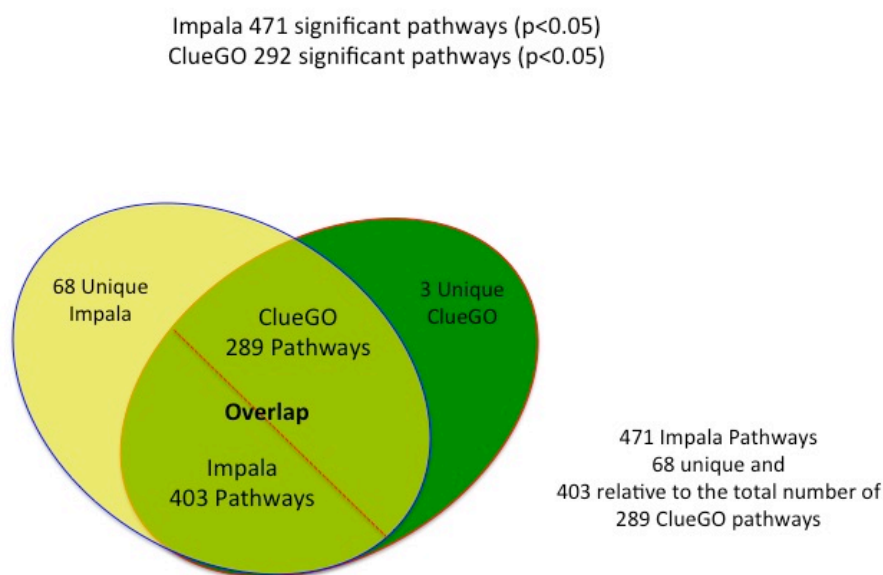 Impala 471 significant pathways (p<0.05)
ClueGO 292 significant pathways (p<0.05)
68 Unique
Impala
3 Unique
ClueGO
ClueGO
289 Pathways
Overlap
Impala
403 Pathways
471 Impala Pathways
68 unique and
403 relative to the total number of
289 ClueGO pathways